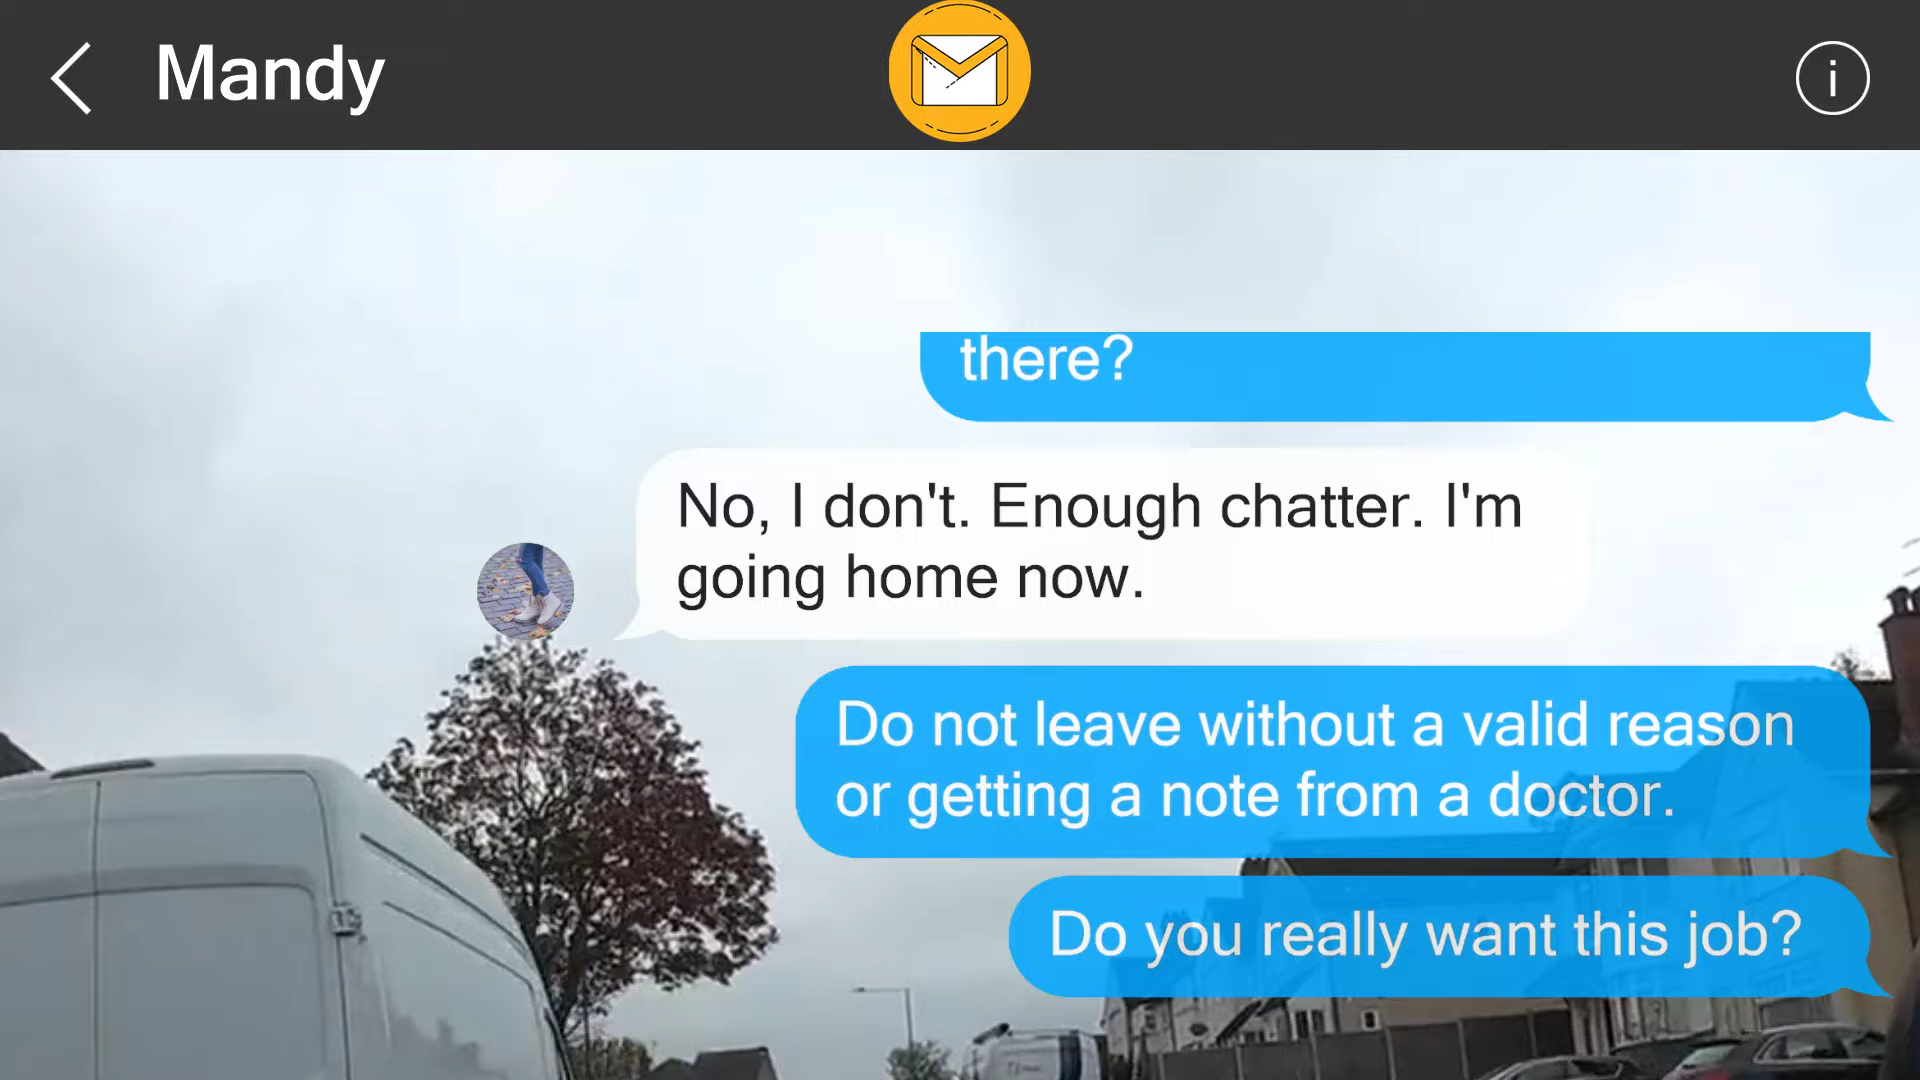 Mandy
there?
No, I don't. Enough chatter. I'm
going home now.
Do not leave without a valid reason
or getting a note from a doctor.
Do you really want this job?